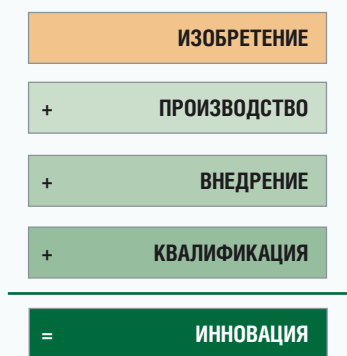 ИЗОБРЕТЕНИЕ
+ ПРОИЗВОДСТВО
+ ВНЕДРЕНИЕ
+ КВАЛИФИКАЦИЯ
= ИННОВАЦИЯ